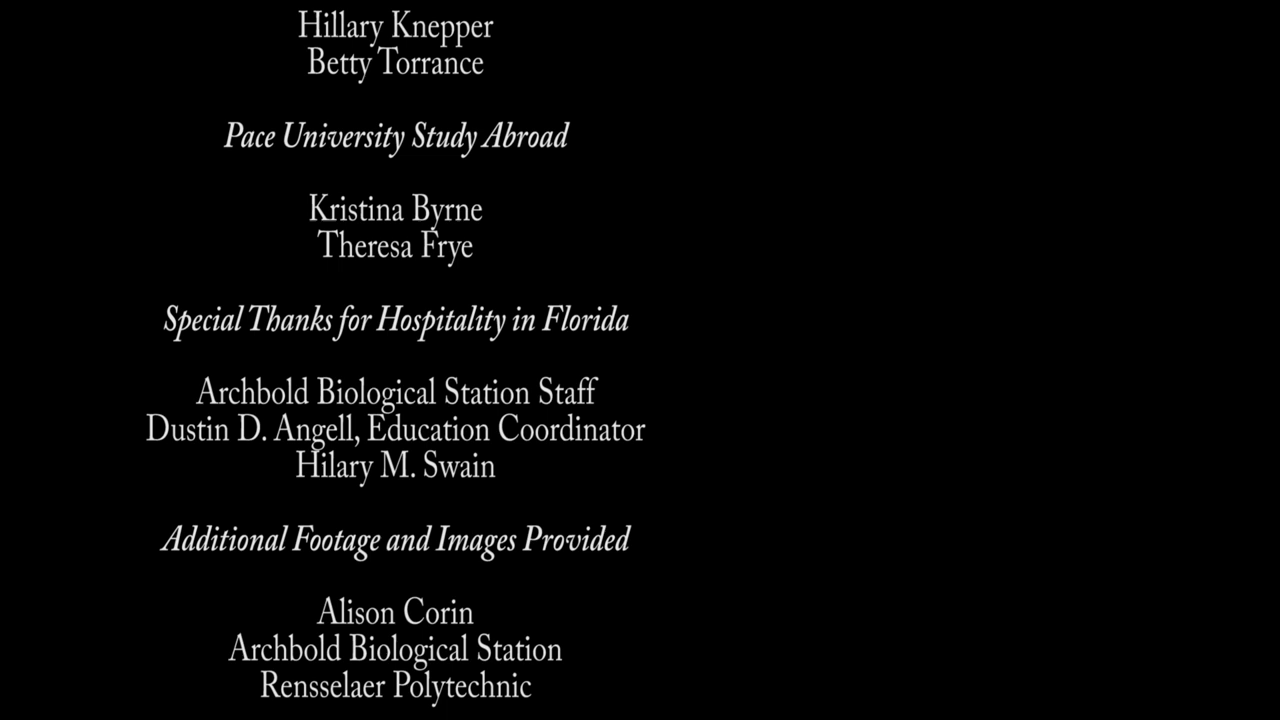 Hillary Knepper
Betty Torrance
Pace University Study Abroad
Kristina Byrne
Theresa Frye
Special Thanks for Hospitality in Florida
Archbold Biological Station Staff
Dustin D. Angell, Education Coordinator
Hilary M. Swain
Additional Footage and Images Provided
Alison Corin
Archbold Biological Station
Rensselaer Polytechnic